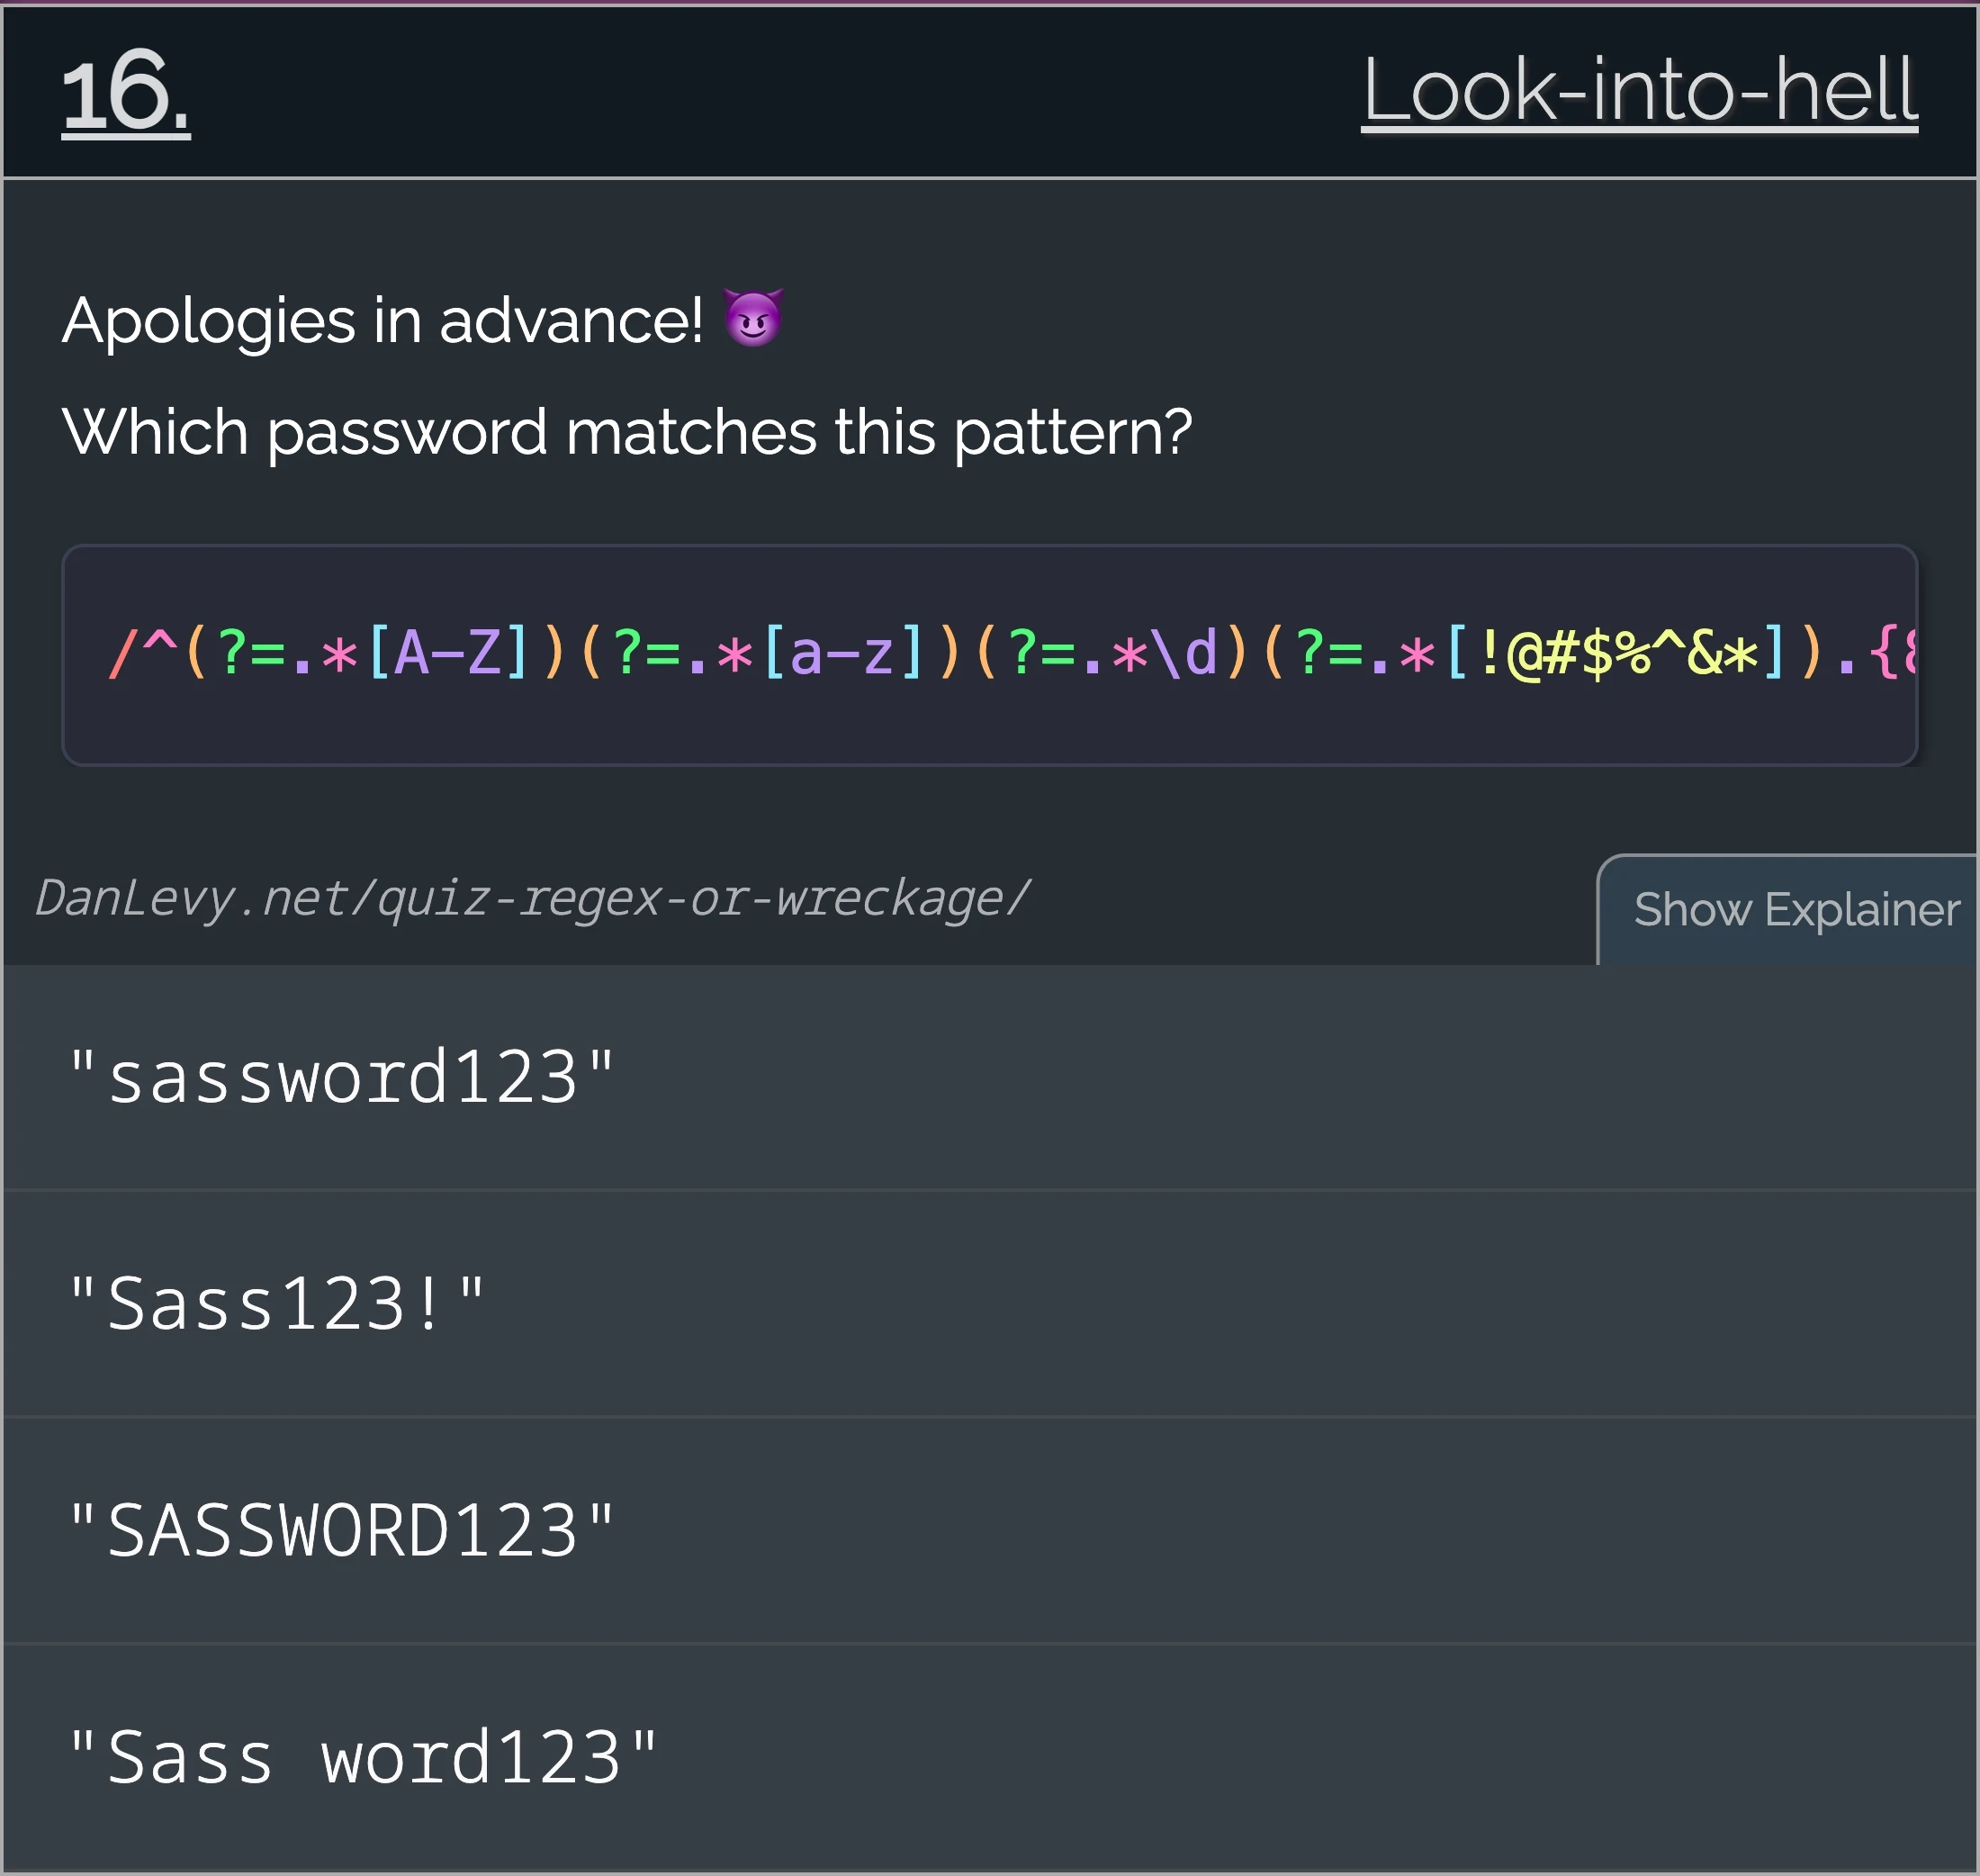 16.
Look-into-hell
Apologies in advance! 😈
Which password matches this pattern?
/^(?=.*[A-Z])(?=.*[a-z])(?=.*\d)(?=.*[!@#$%^&*]).{
DanLevy.net/quiz-regex-or-wreckage/
Show Explainer
"sassword123"
"Sass123!"
"SASSWORD123"
"Sass word123"